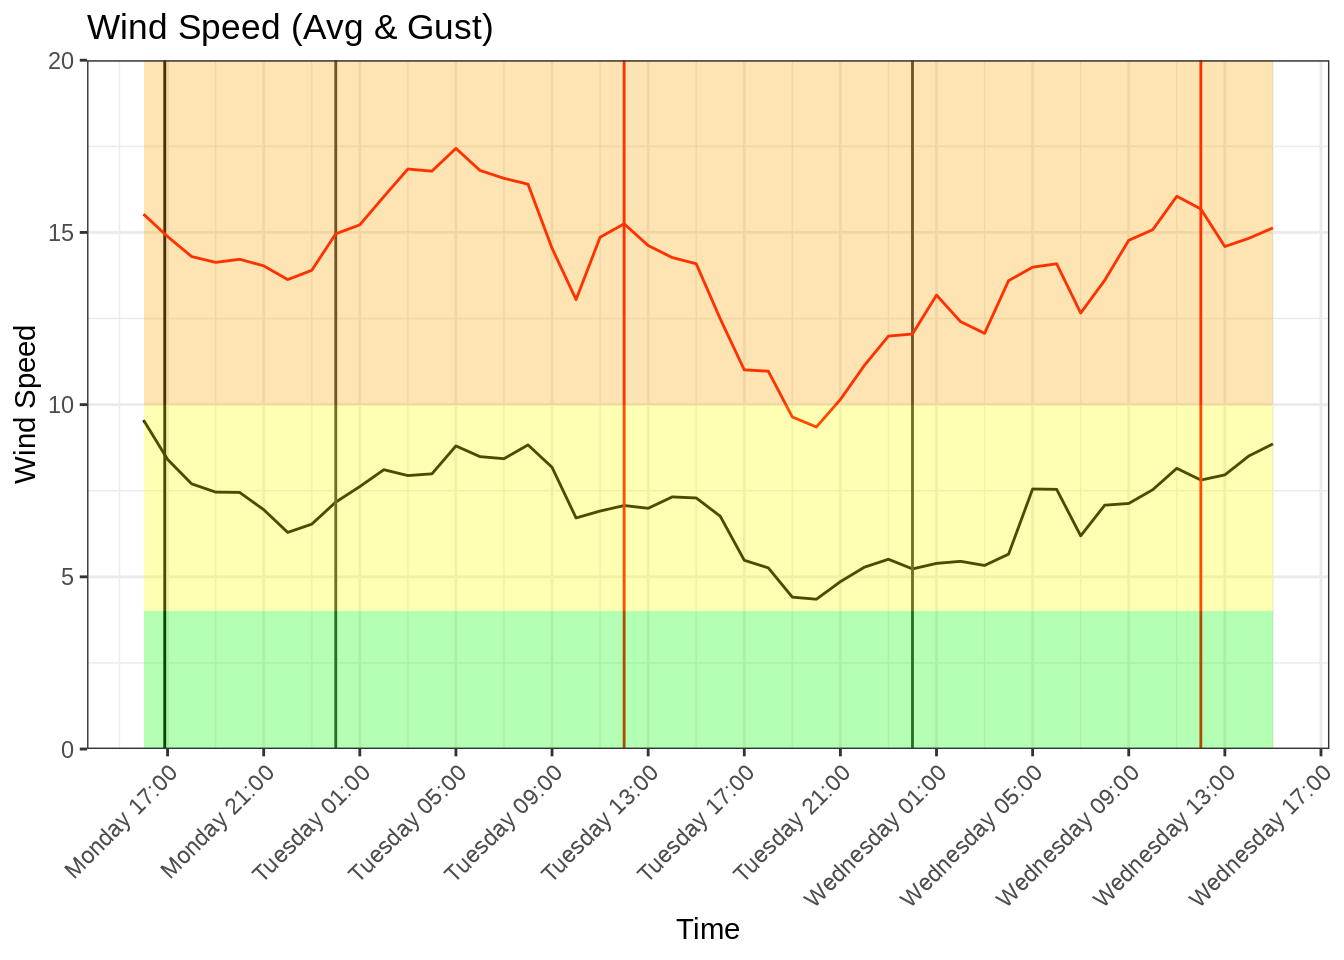 Wind Speed (Avg & Gust)
Wind Speed
20
15
10
5
0
Monday 17:00
Monday 21:00
Tuesday 01:00
Tuesday 05:00
Tuesday 09:00
Tuesday 13:00
Tuesday 17:00
Tuesday 21:00
Wednesday 01:00
Wednesday 05:00
Wednesday 09:00
Wednesday 13:00
Wednesday 17:00
Time